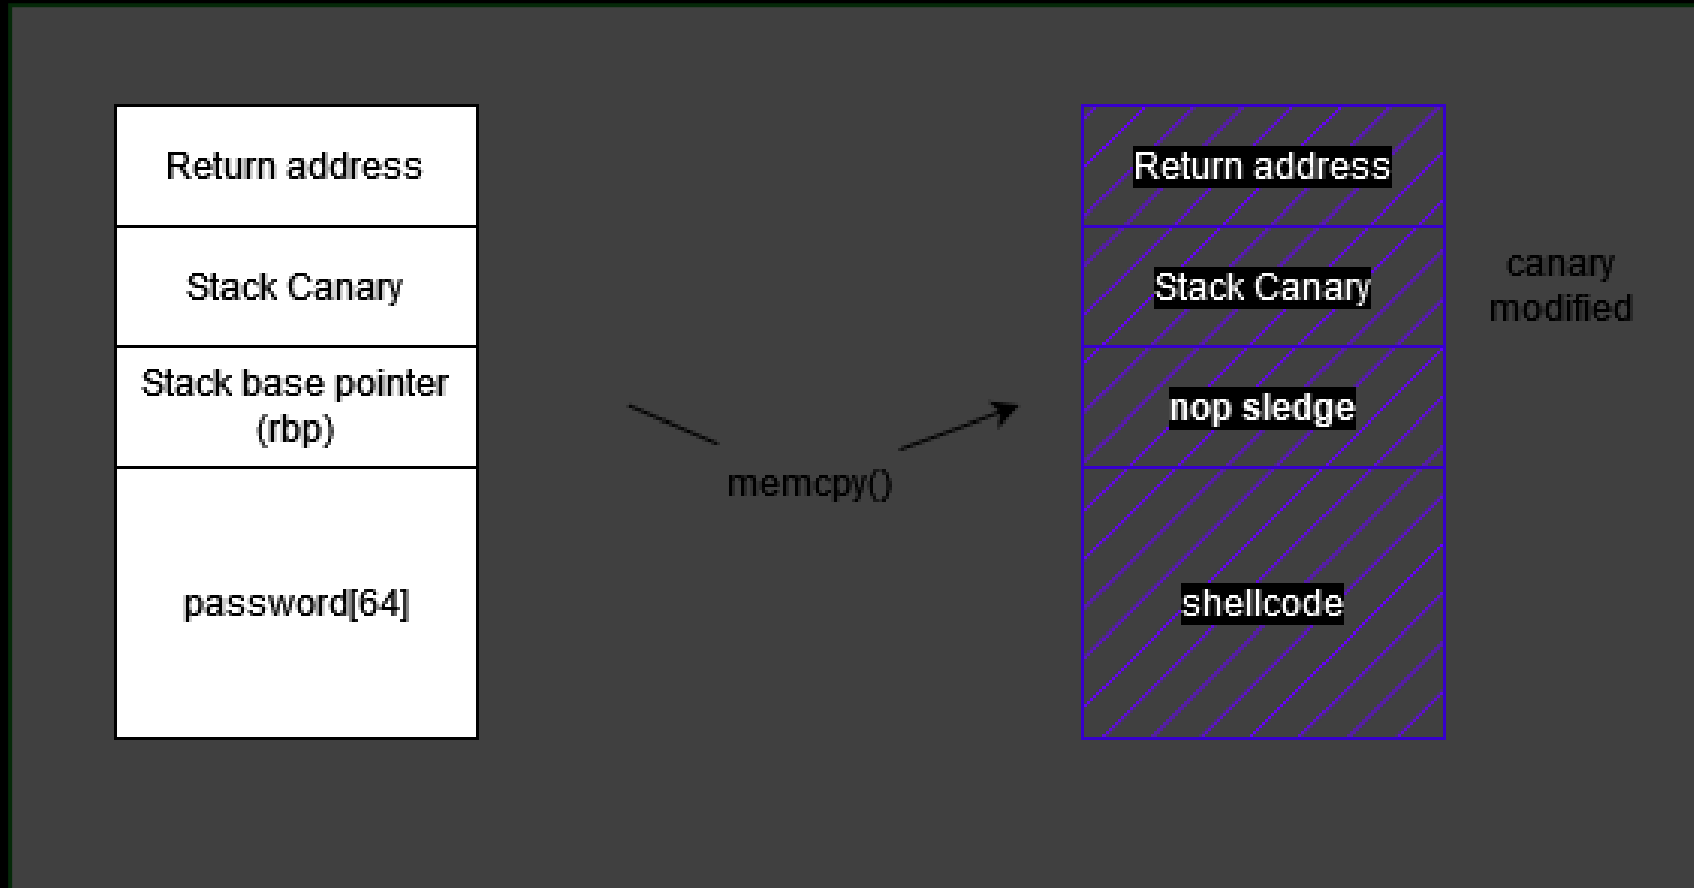 Return address
Stack Canary
Stack base pointer
(rbp)
password[64]
memcpy()
Return address
Stack Canary
nop sledge
shellcode
canary
modified